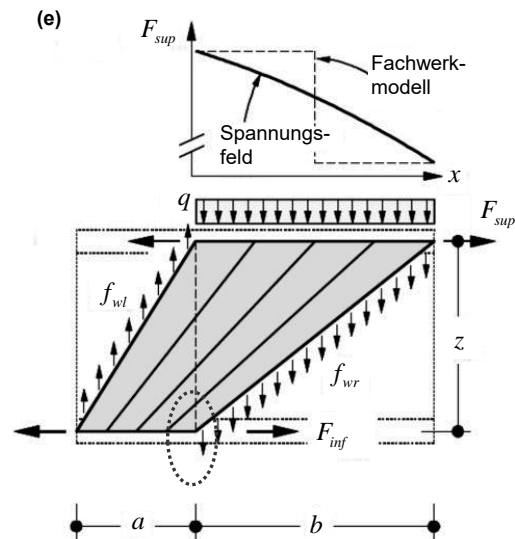 (e)
F_sup
Fachwerk-
modell
Spannungs-
feld
x
q
F_sup
f_wl
z
f_wr
F_inf
a
b